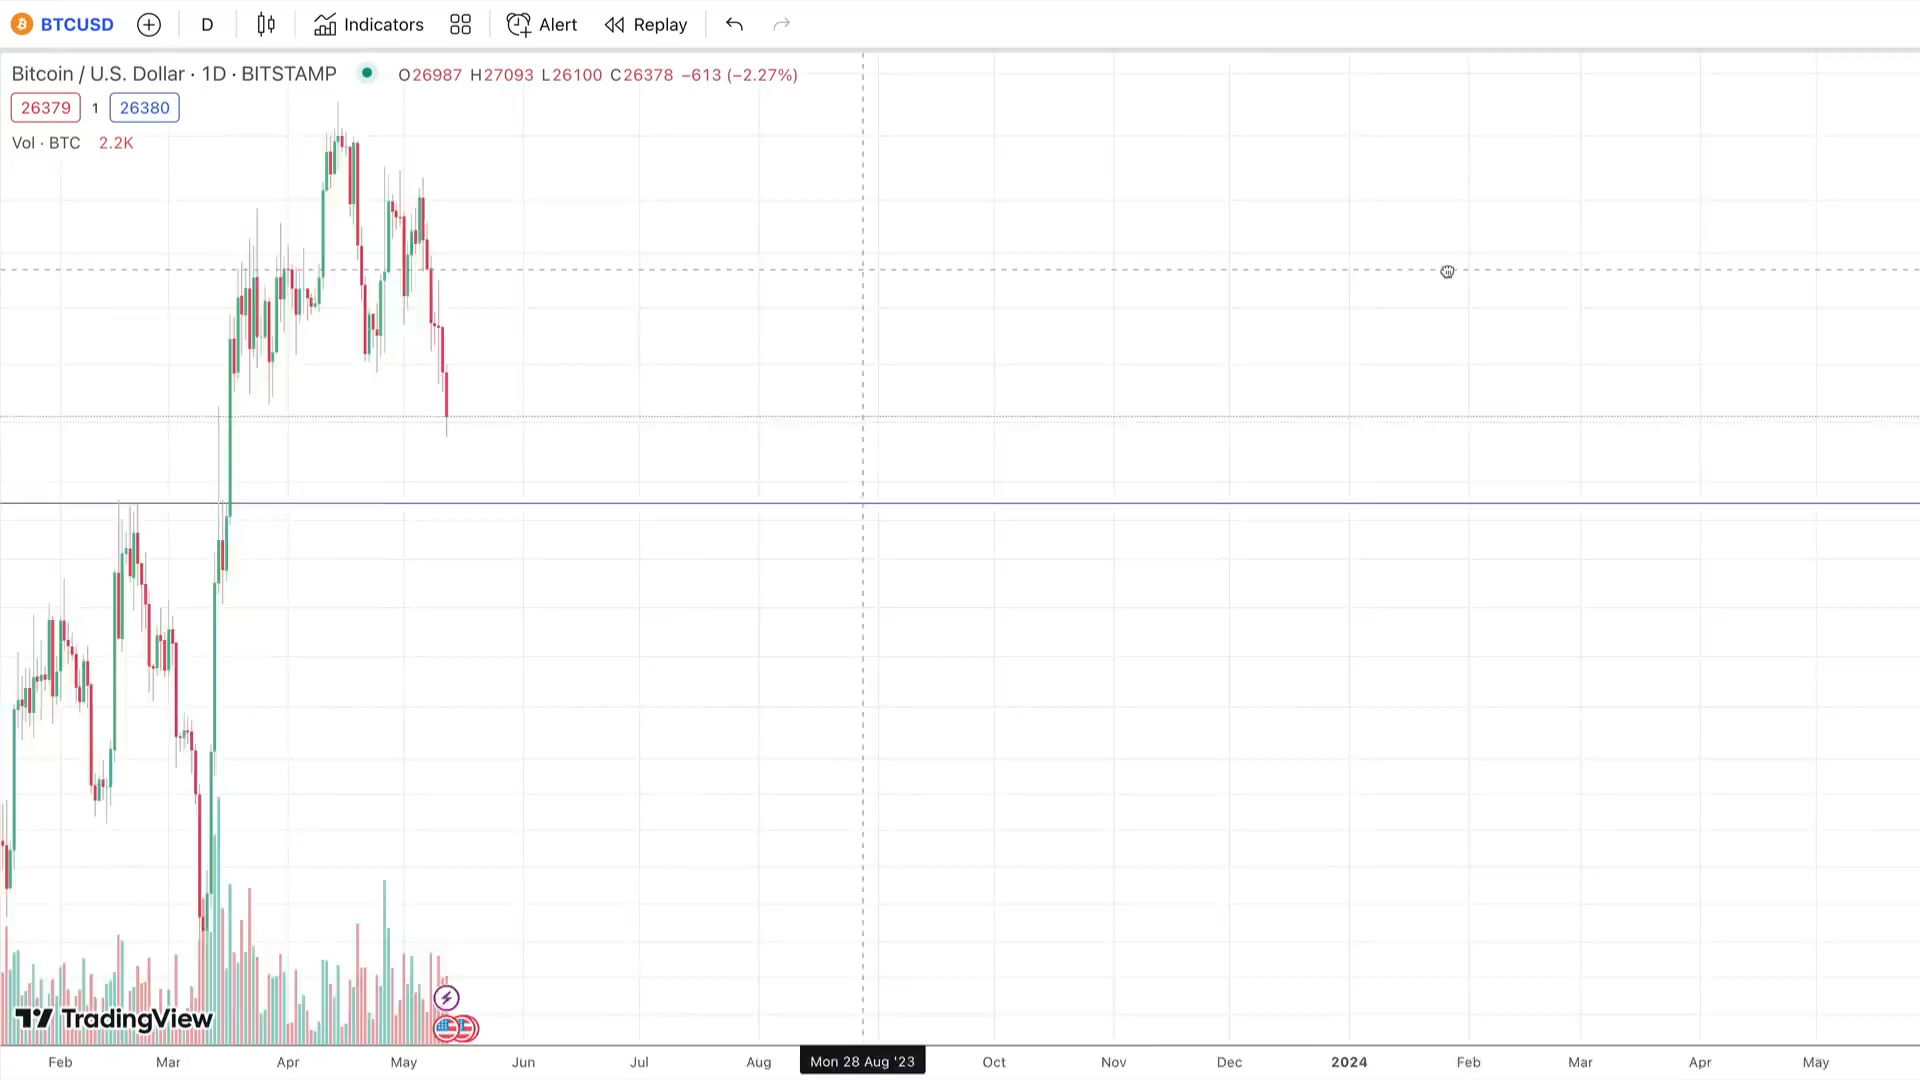 BTCUSD D Indicators Alert Replay
Bitcoin / U.S. Dollar · 1D · BITSTAMP O26987 H27093 L26100 C26378 −613 (−2.27%)
26379 1 26380
Vol · BTC 2.2K
TradingView
Feb Mar Apr May Jun Jul Aug Mon 28 Aug '23 Oct Nov Dec 2024 Feb Mar Apr May